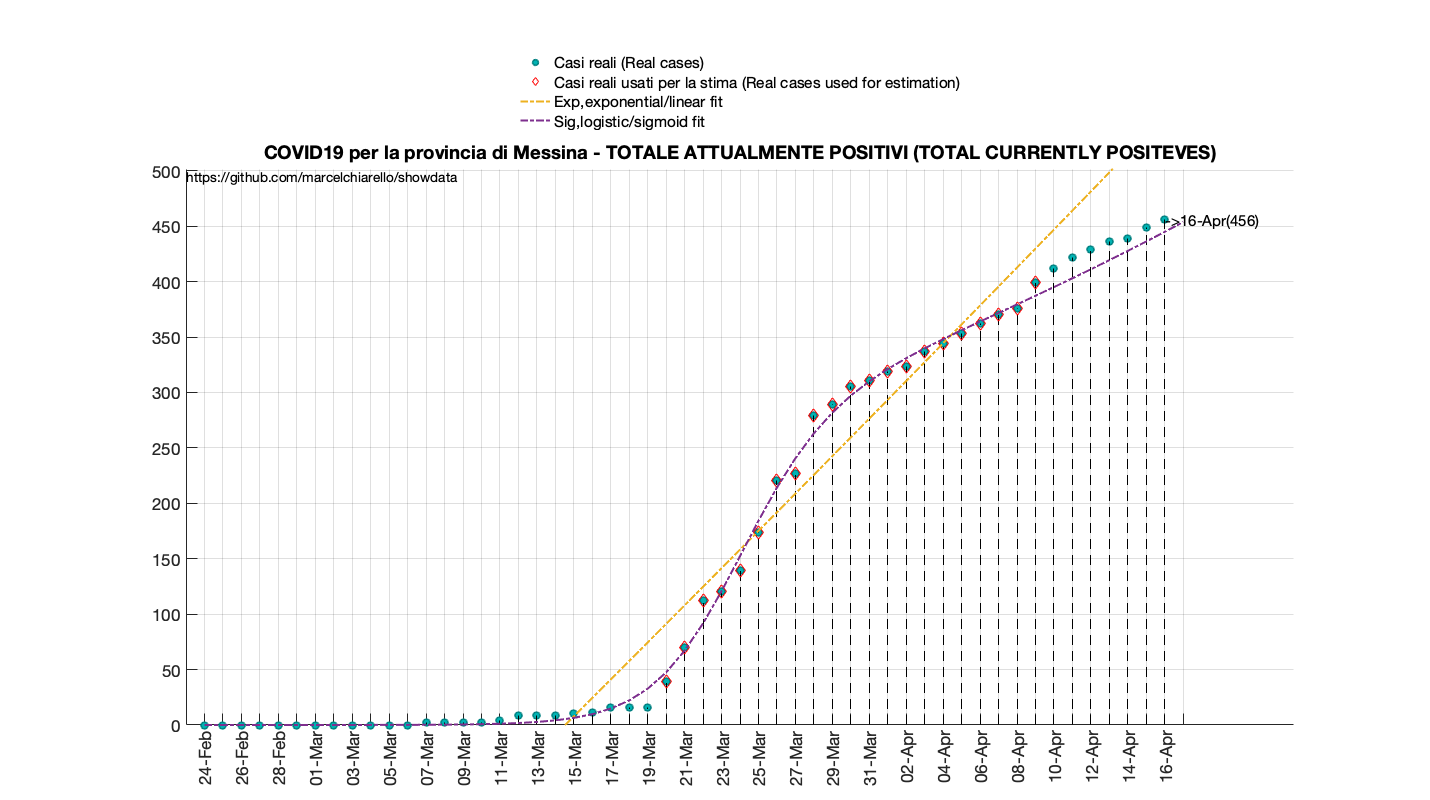 Casi reali (Real cases)
Casi reali usati per la stima (Real cases used for estimation)
Exp,exponential/linear fit
Sig,logistic/sigmoid fit
COVID19 per la provincia di Messina - TOTALE ATTUALMENTE POSITIVI (TOTAL CURRENTLY POSITEVES)
https://github.com/marcelchiarello/showdata
500
450
400
350
300
250
200
150
100
50
0
->16-Apr(456)
24-Feb
26-Feb
28-Feb
01-Mar
03-Mar
05-Mar
07-Mar
09-Mar
11-Mar
13-Mar
15-Mar
17-Mar
19-Mar
21-Mar
23-Mar
25-Mar
27-Mar
29-Mar
31-Mar
02-Apr
04-Apr
06-Apr
08-Apr
10-Apr
12-Apr
14-Apr
16-Apr